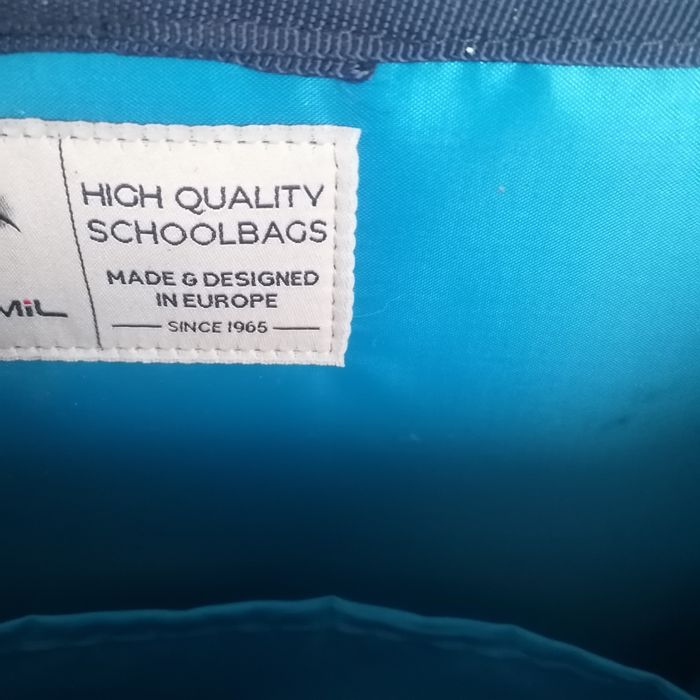 HIGH QUALITY
SCHOOLBAGS
MADE & DESIGNED
IN EUROPE
SINCE 1965